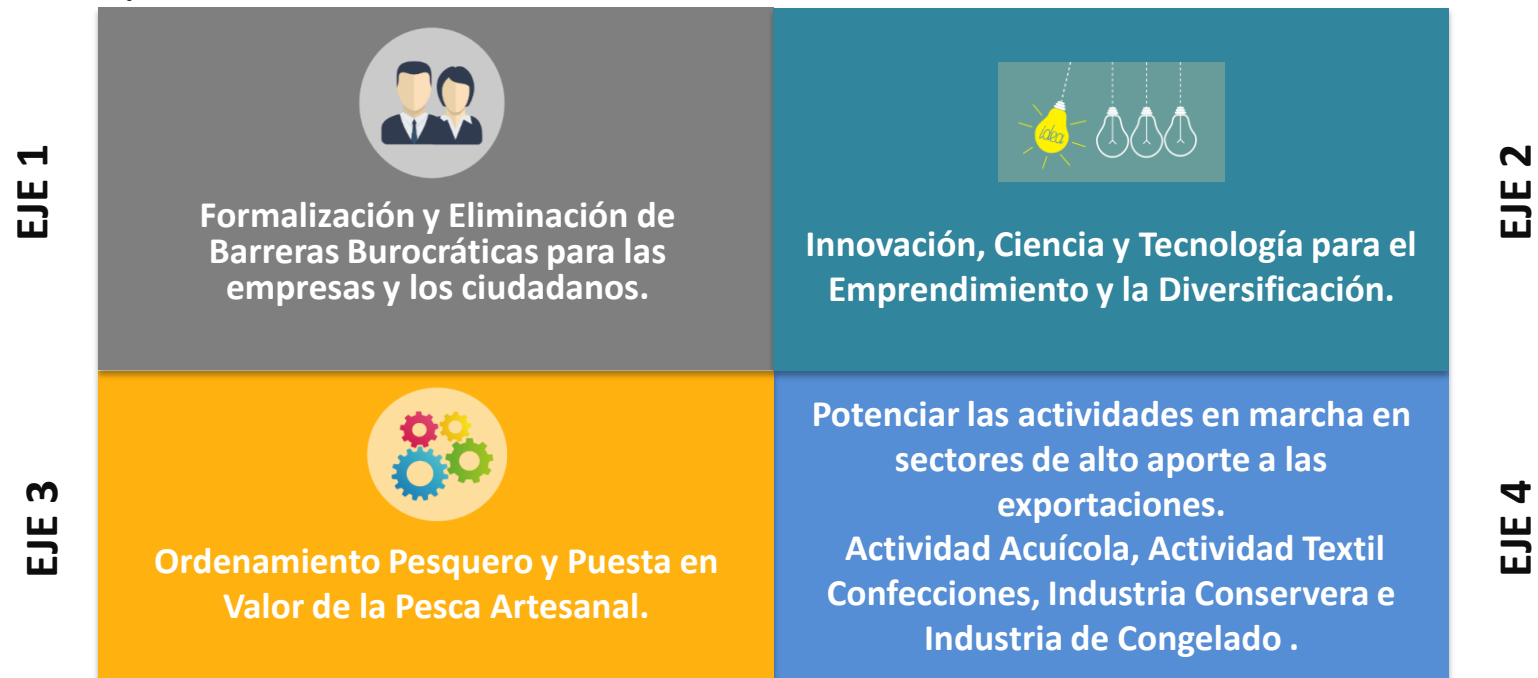 EJE 1
Formalización y Eliminación de
Barreras Burocráticas para las
empresas y los ciudadanos.
EJE 2
idea
Innovación, Ciencia y Tecnología para el
Emprendimiento y la Diversificación.
EJE 3
Ordenamiento Pesquero y Puesta en
Valor de la Pesca Artesanal.
EJE 4
Potenciar las actividades en marcha en
sectores de alto aporte a las
exportaciones.
Actividad Acuícola, Actividad Textil
Confecciones, Industria Conservera e
Industria de Congelado .